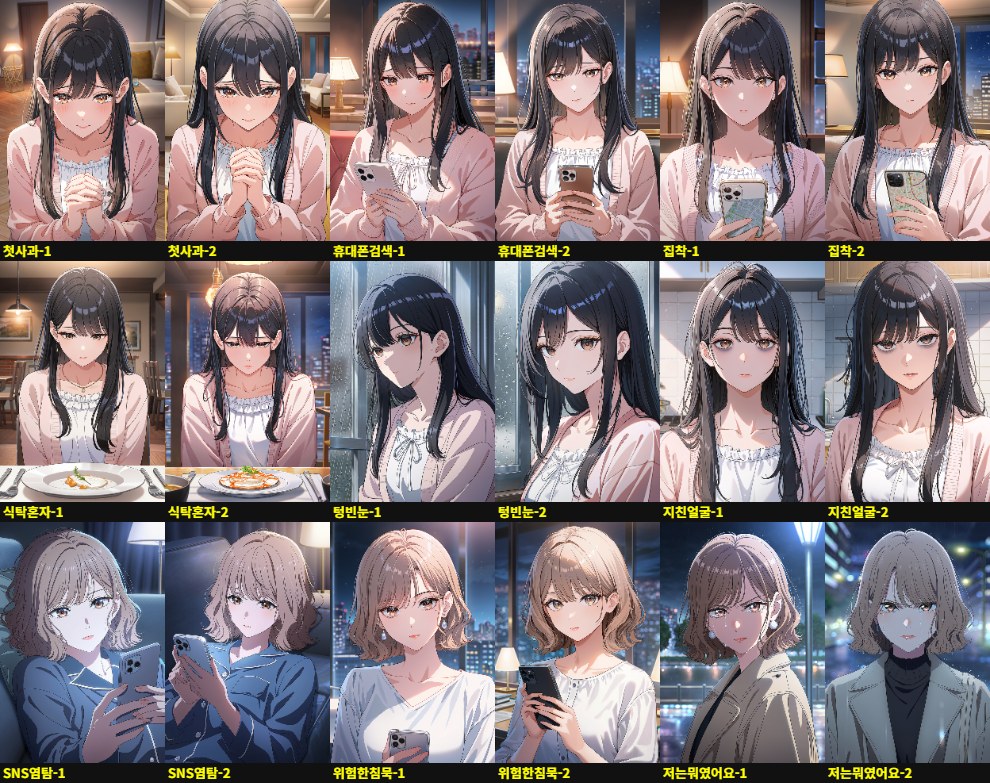 첫사과-1
첫사과-2
휴대폰검색-1
휴대폰검색-2
집착-1
집착-2
식탁혼자-1
식탁혼자-2
텅빈눈-1
텅빈눈-2
지친얼굴-1
지친얼굴-2
SNS염탐-1
SNS염탐-2
위험한침묵-1
위험한침묵-2
저는뭐였어요-1
저는뭐였어요-2